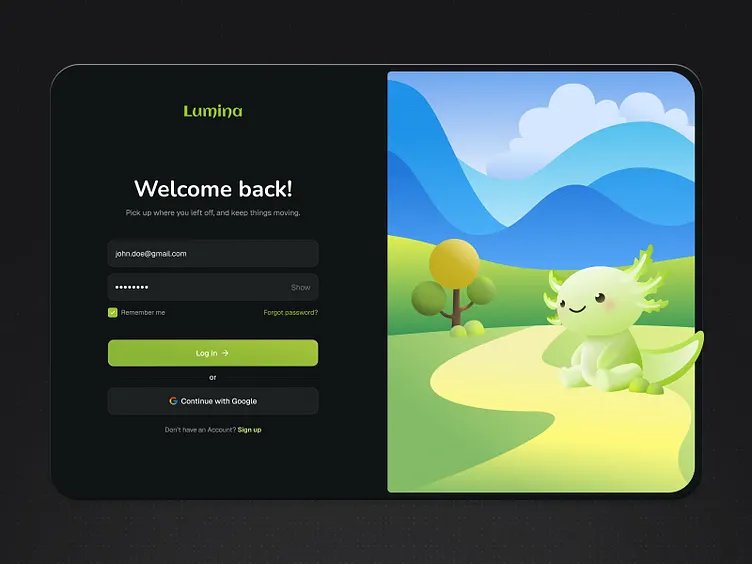 Lumina
Welcome back!
Pick up where you left off, and keep things moving.
john.doe@gmail.com
•••••••• Show
Remember me Forgot password?
Log in →
or
Continue with Google
Don't have an Account? Sign up